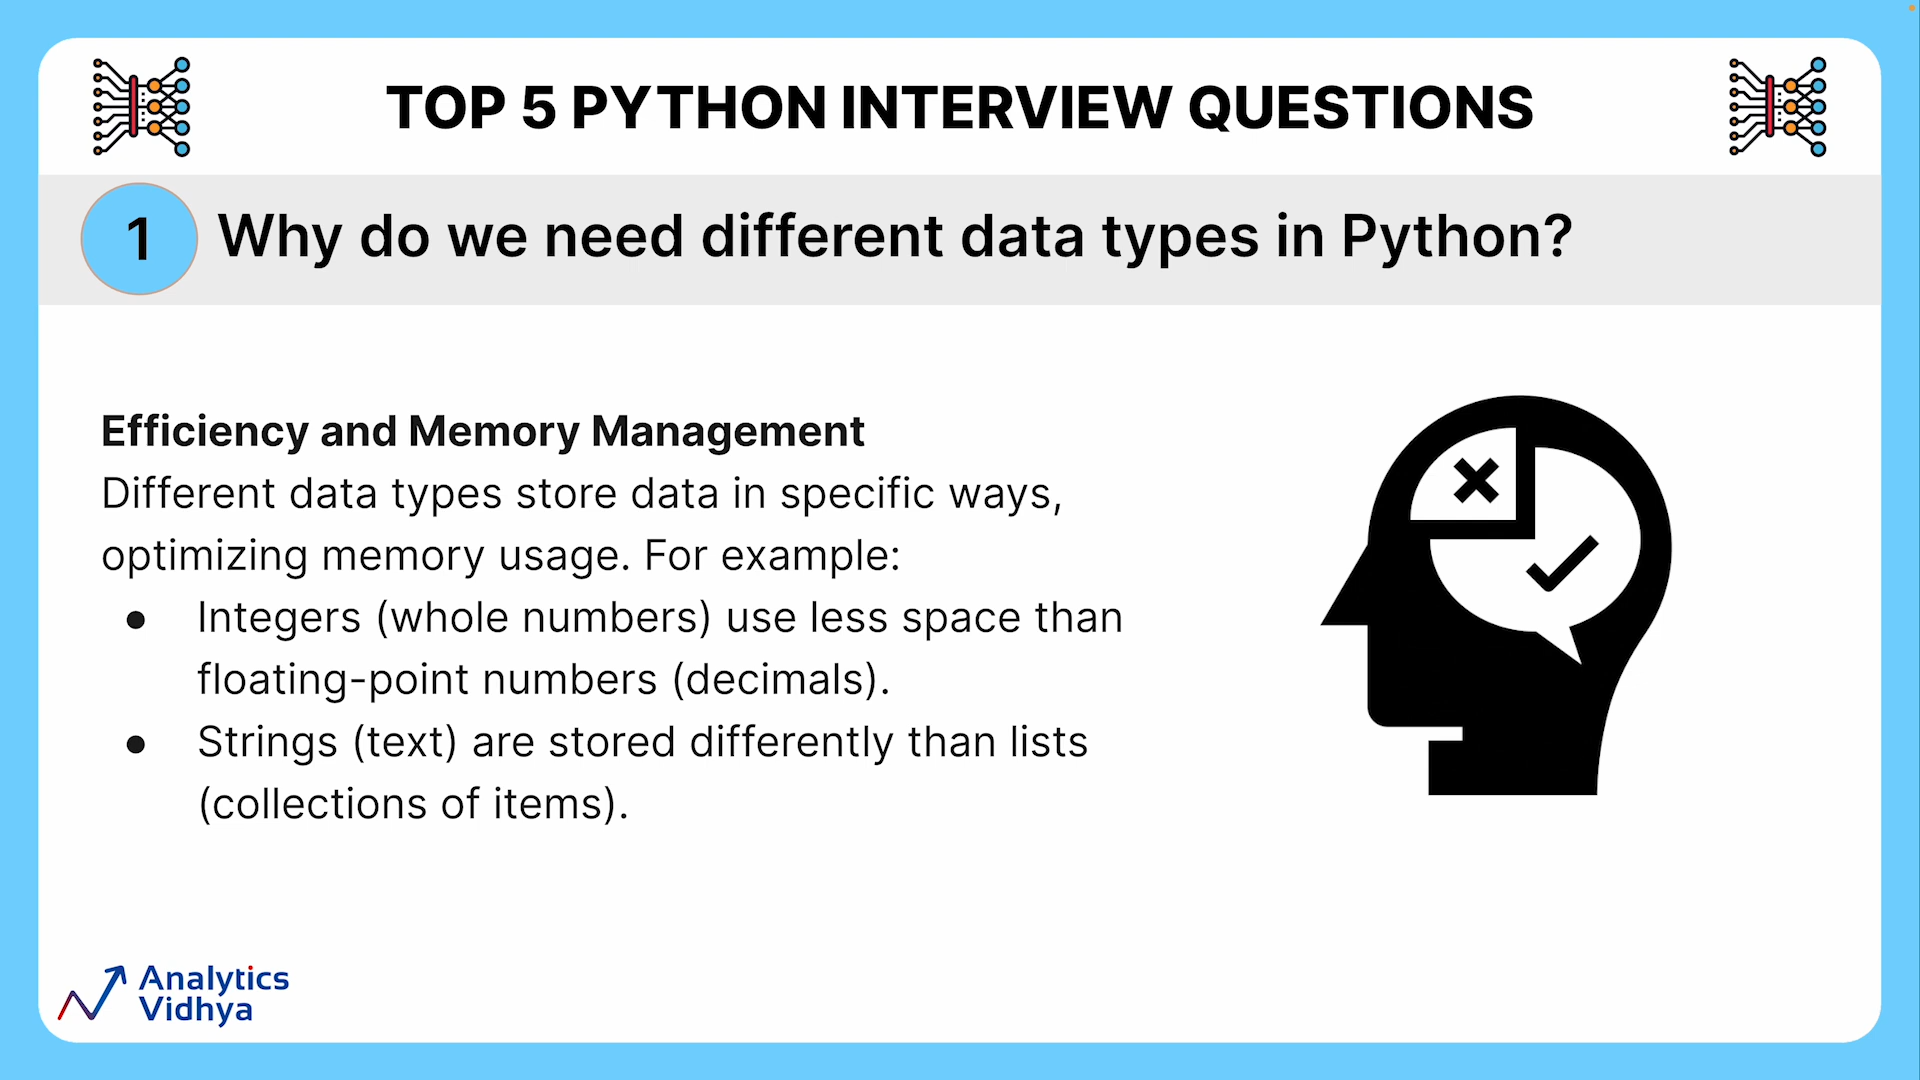 TOP 5 PYTHON INTERVIEW QUESTIONS
1 Why do we need different data types in Python?
Efficiency and Memory Management
Different data types store data in specific ways,
optimizing memory usage. For example:
● Integers (whole numbers) use less space than
floating-point numbers (decimals).
● Strings (text) are stored differently than lists
(collections of items).
Analytics
Vidhya